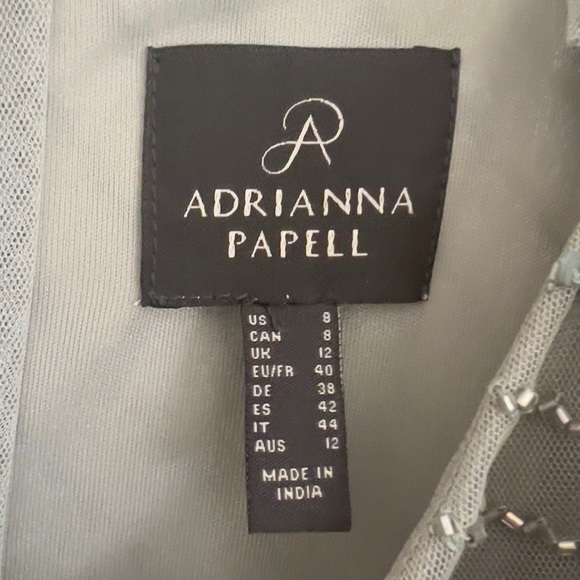 ADRIANNA
PAPELL
US 8
CAN 8
UK 12
EU/FR 40
DE 38
ES 42
IT 44
AUS 12
MADE IN
INDIA